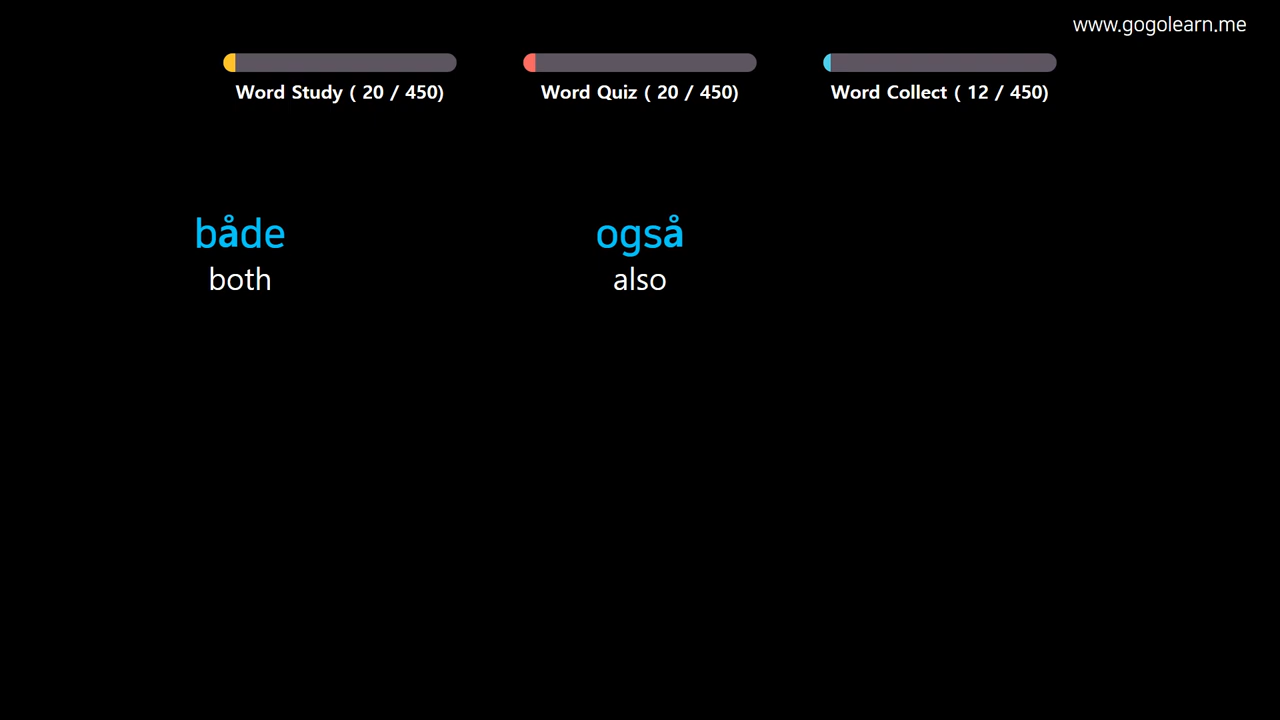 www.gogolearn.me
Word Study ( 20 / 450)
Word Quiz ( 20 / 450)
Word Collect ( 12 / 450)
både
both
også
also